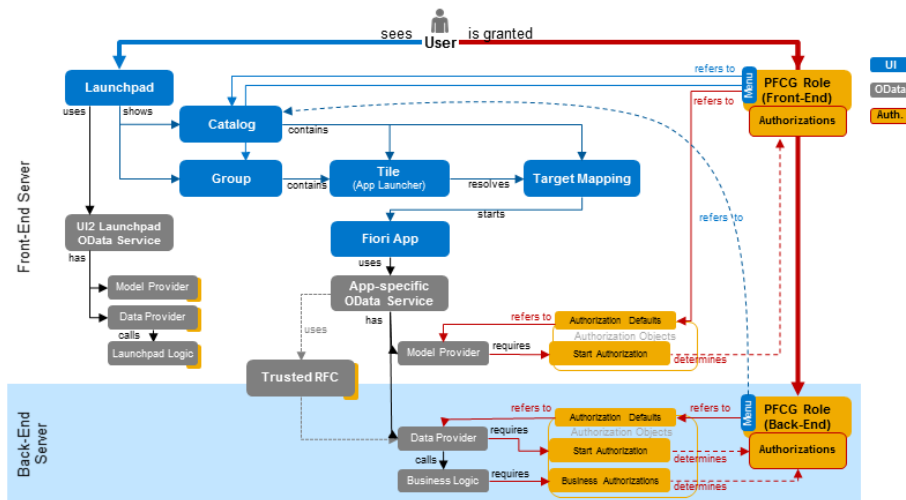 sees
User
is granted
Launchpad
uses
shows
refers to
Menu
PFCG Role
(Front-End)
UI
OData
Auth.
refers to
Authorizations
Catalog
contains
Group
contains
Tile
(App Launcher)
resolves
Target Mapping
Front-End Server
starts
refers to
UI2 Launchpad
OData Service
Fiori App
has
uses
Model Provider
App-specific
OData Service
Data Provider
calls
uses
has
refers to
Authorization Defaults
Authorization Objects
Launchpad Logic
Model Provider
requires
Start Authorization
determines
Trusted RFC
Back-End
Server
refers to
Authorization Defaults
refers to
Menu
PFCG Role
(Back-End)
Authorization Objects
Data Provider
requires
Start Authorization
determines
Authorizations
calls
Business Logic
requires
Business Authorizations
determines